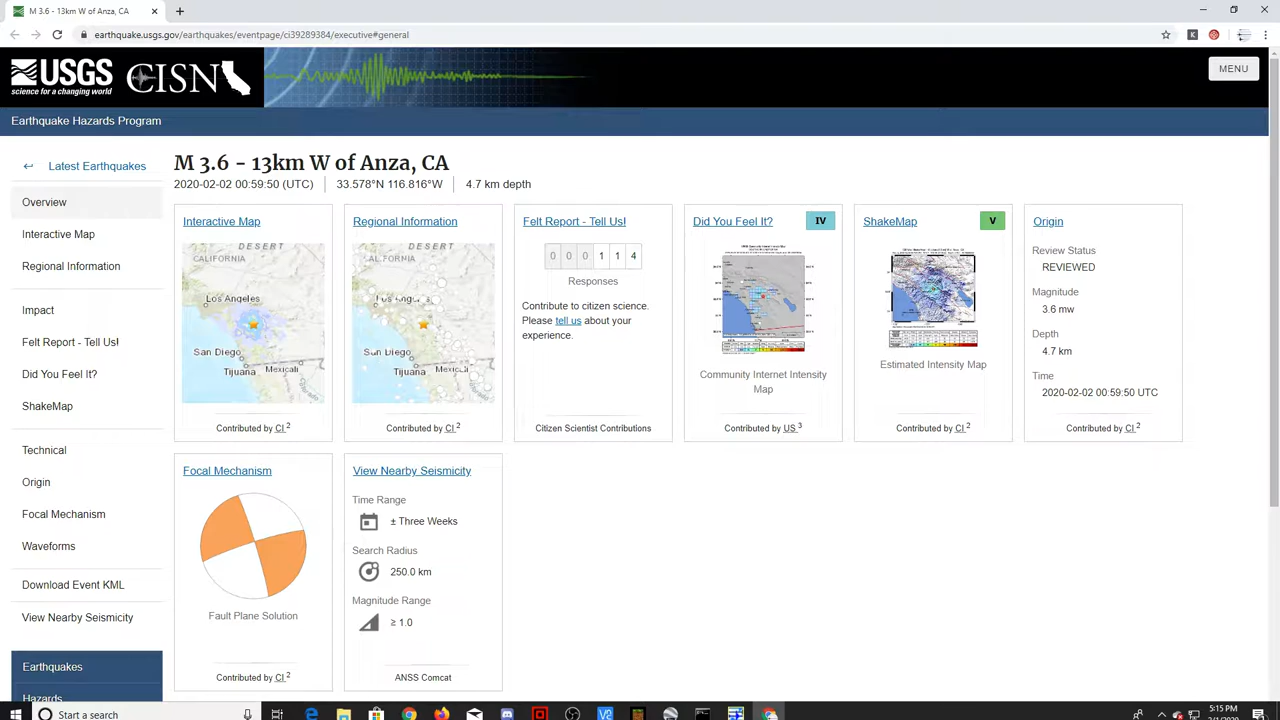 M 3.6 - 13km W of Anza, CA
earthquake.usgs.gov/earthquakes/eventpage/ci39289384/executive#general
USGS
science for a changing world
CISN
MENU
Earthquake Hazards Program
Latest Earthquakes
Overview
Interactive Map
Regional Information
Impact
Felt Report - Tell Us!
Did You Feel It?
ShakeMap
Technical
Origin
Focal Mechanism
Waveforms
Download Event KML
View Nearby Seismicity
Earthquakes
Hazards
M 3.6 - 13km W of Anza, CA
2020-02-02 00:59:50 (UTC) 33.578°N 116.816°W 4.7 km depth
Interactive Map
DESERT
CALIFORNIA
Los Angeles
San Diego
Tijuana Mexicali
Contributed by CI 2
Regional Information
DESERT
CALIFORNIA
Los Angeles
San Diego
Tijuana Mexicali
Contributed by CI 2
Felt Report - Tell Us!
0 0 0 1 1 4
Responses
Contribute to citizen science.
Please tell us about your
experience.
Citizen Scientist Contributions
Did You Feel It? IV
Community Internet Intensity
Map
Contributed by US 3
ShakeMap V
Estimated Intensity Map
Contributed by CI 2
Origin
Review Status
REVIEWED
Magnitude
3.6 mw
Depth
4.7 km
Time
2020-02-02 00:59:50 UTC
Contributed by CI 2
Focal Mechanism
Fault Plane Solution
Contributed by CI 2
View Nearby Seismicity
Time Range
± Three Weeks
Search Radius
250.0 km
Magnitude Range
≥ 1.0
ANSS Comcat
Start a search
5:15 PM